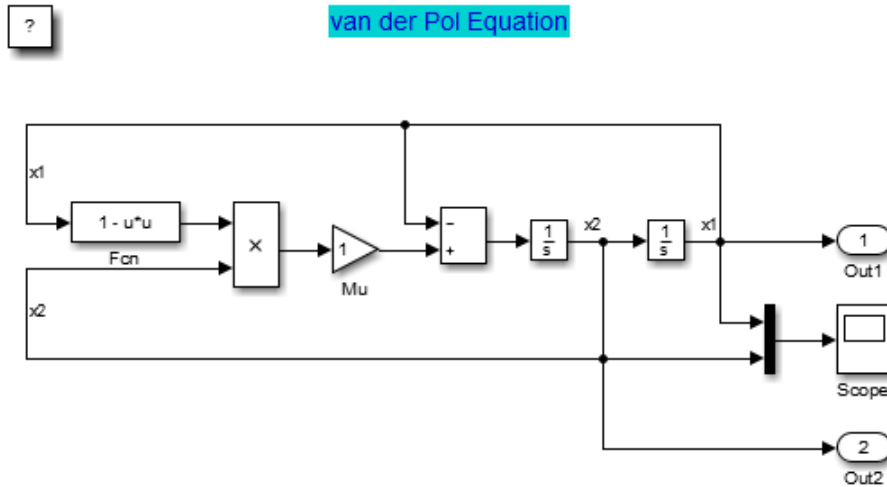 ?
van der Pol Equation
x1
1 - u*u
Fcn
×
1
Mu
−
+
1
s
x2
1
s
x1
1
Out1
x2
Scope
2
Out2